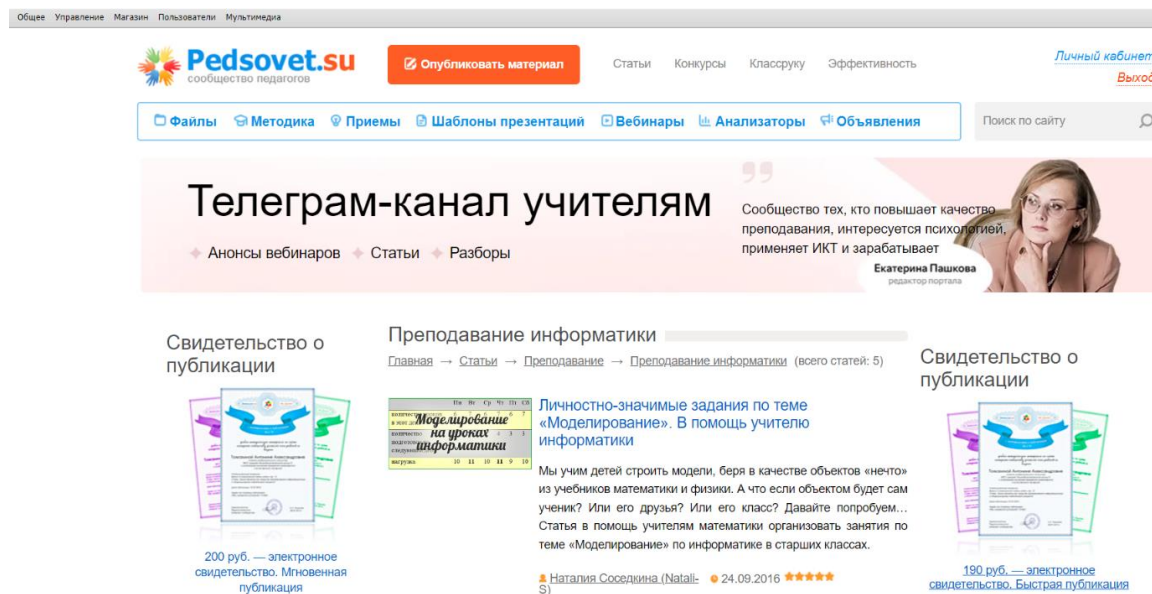 Общее Управление Магазин Пользователи Мультимедиа
Pedsovet.su
сообщество педагогов
Опубликовать материал
Статьи Конкурсы Классруку Эффективность
Личный кабинет
Выход
Файлы Методика Приемы Шаблоны презентаций Вебинары Анализаторы Объявления
Поиск по сайту
Телеграм-канал учителям
Анонсы вебинаров Статьи Разборы
Сообщество тех, кто повышает качество
преподавания, интересуется психологией,
применяет ИКТ и зарабатывает
Екатерина Пашкова
редактор портала
Свидетельство о
публикации
200 руб. — электронное
свидетельство. Мгновенная
публикация
Преподавание информатики
Главная → Статьи → Преподавание → Преподавание информатики (всего статей: 5)
Моделирование
на уроках
информатики
Личностно-значимые задания по теме
«Моделирование». В помощь учителю
информатики
Мы учим детей строить модели, беря в качестве объектов «нечто»
из учебников математики и физики. А что если объектом будет сам
ученик? Или его друзья? Или его класс? Давайте попробуем…
Статья в помощь учителям математики организовать занятия по
теме «Моделирование» по информатике в старших классах.
Наталия Соседкина (Natali-
S)
24.09.2016
Свидетельство о
публикации
190 руб. — электронное
свидетельство. Быстрая публикация